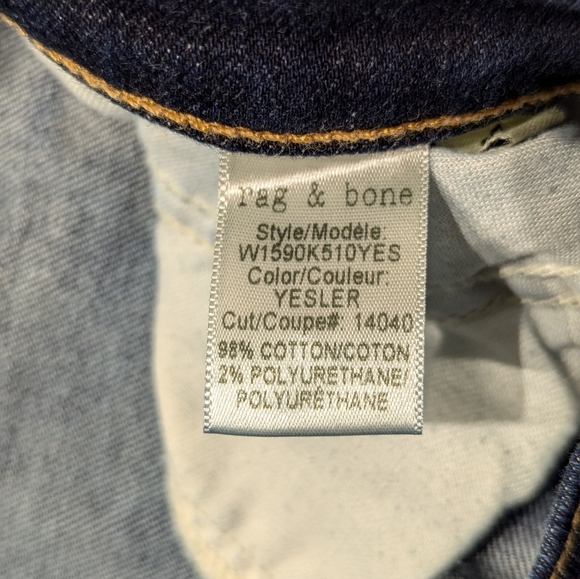 rag & bone
Style/Modèle:
W1590K510YES
Color/Couleur:
YESLER
Cut/Coupe#: 14040
98% COTTON/COTON
2% POLYURETHANE/
POLYURÉTHANE